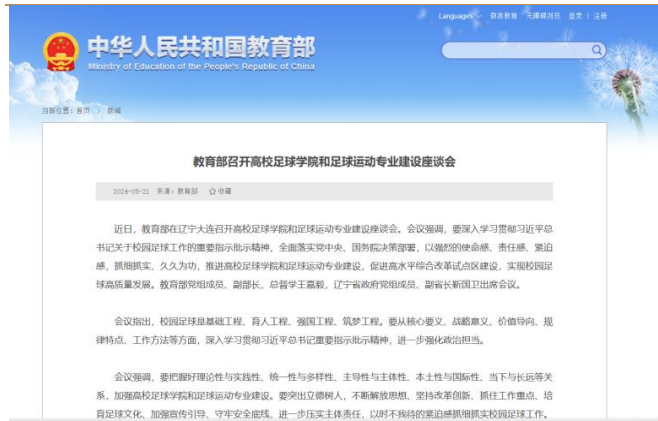 Languages 语言教育 无障碍浏览 登录 | 注册
中华人民共和国教育部
Ministry of Education of the People's Republic of China
当前位置：首页 > 新闻
教育部召开高校足球学院和足球运动专业建设座谈会
2024-05-21 来源：教育部 ☆收藏
近日，教育部在辽宁大连召开高校足球学院和足球运动专业建设座谈会。会议强调，要深入学习贯彻习近平总
书记关于校园足球工作的重要指示批示精神，全面落实党中央、国务院决策部署，以强烈的使命感、责任感、紧迫
感，抓细抓实、久久为功，推进高校足球学院和足球运动专业建设，促进高水平综合改革试点区建设，实现校园足
球高质量发展。教育部党组成员、副部长、总督学王嘉毅，辽宁省政府党组成员、副省长靳国卫出席会议。
会议指出，校园足球是基础工程、育人工程、强国工程、筑梦工程。要从核心要义、战略意义、价值导向、规
律特点、工作方法等方面，深入学习贯彻习近平总书记重要指示批示精神，进一步强化政治担当。
会议强调，要把握好理论性与实践性、统一性与多样性、主导性与主体性、本土性与国际性、当下与长远等关
系，加强高校足球学院和足球运动专业建设。要突出立德树人，不断解放思想、坚持改革创新、抓住工作重点、培
育足球文化、加强宣传引导、守牢安全底线，进一步压实主体责任，以时不我待的紧迫感抓细抓实校园足球工作。